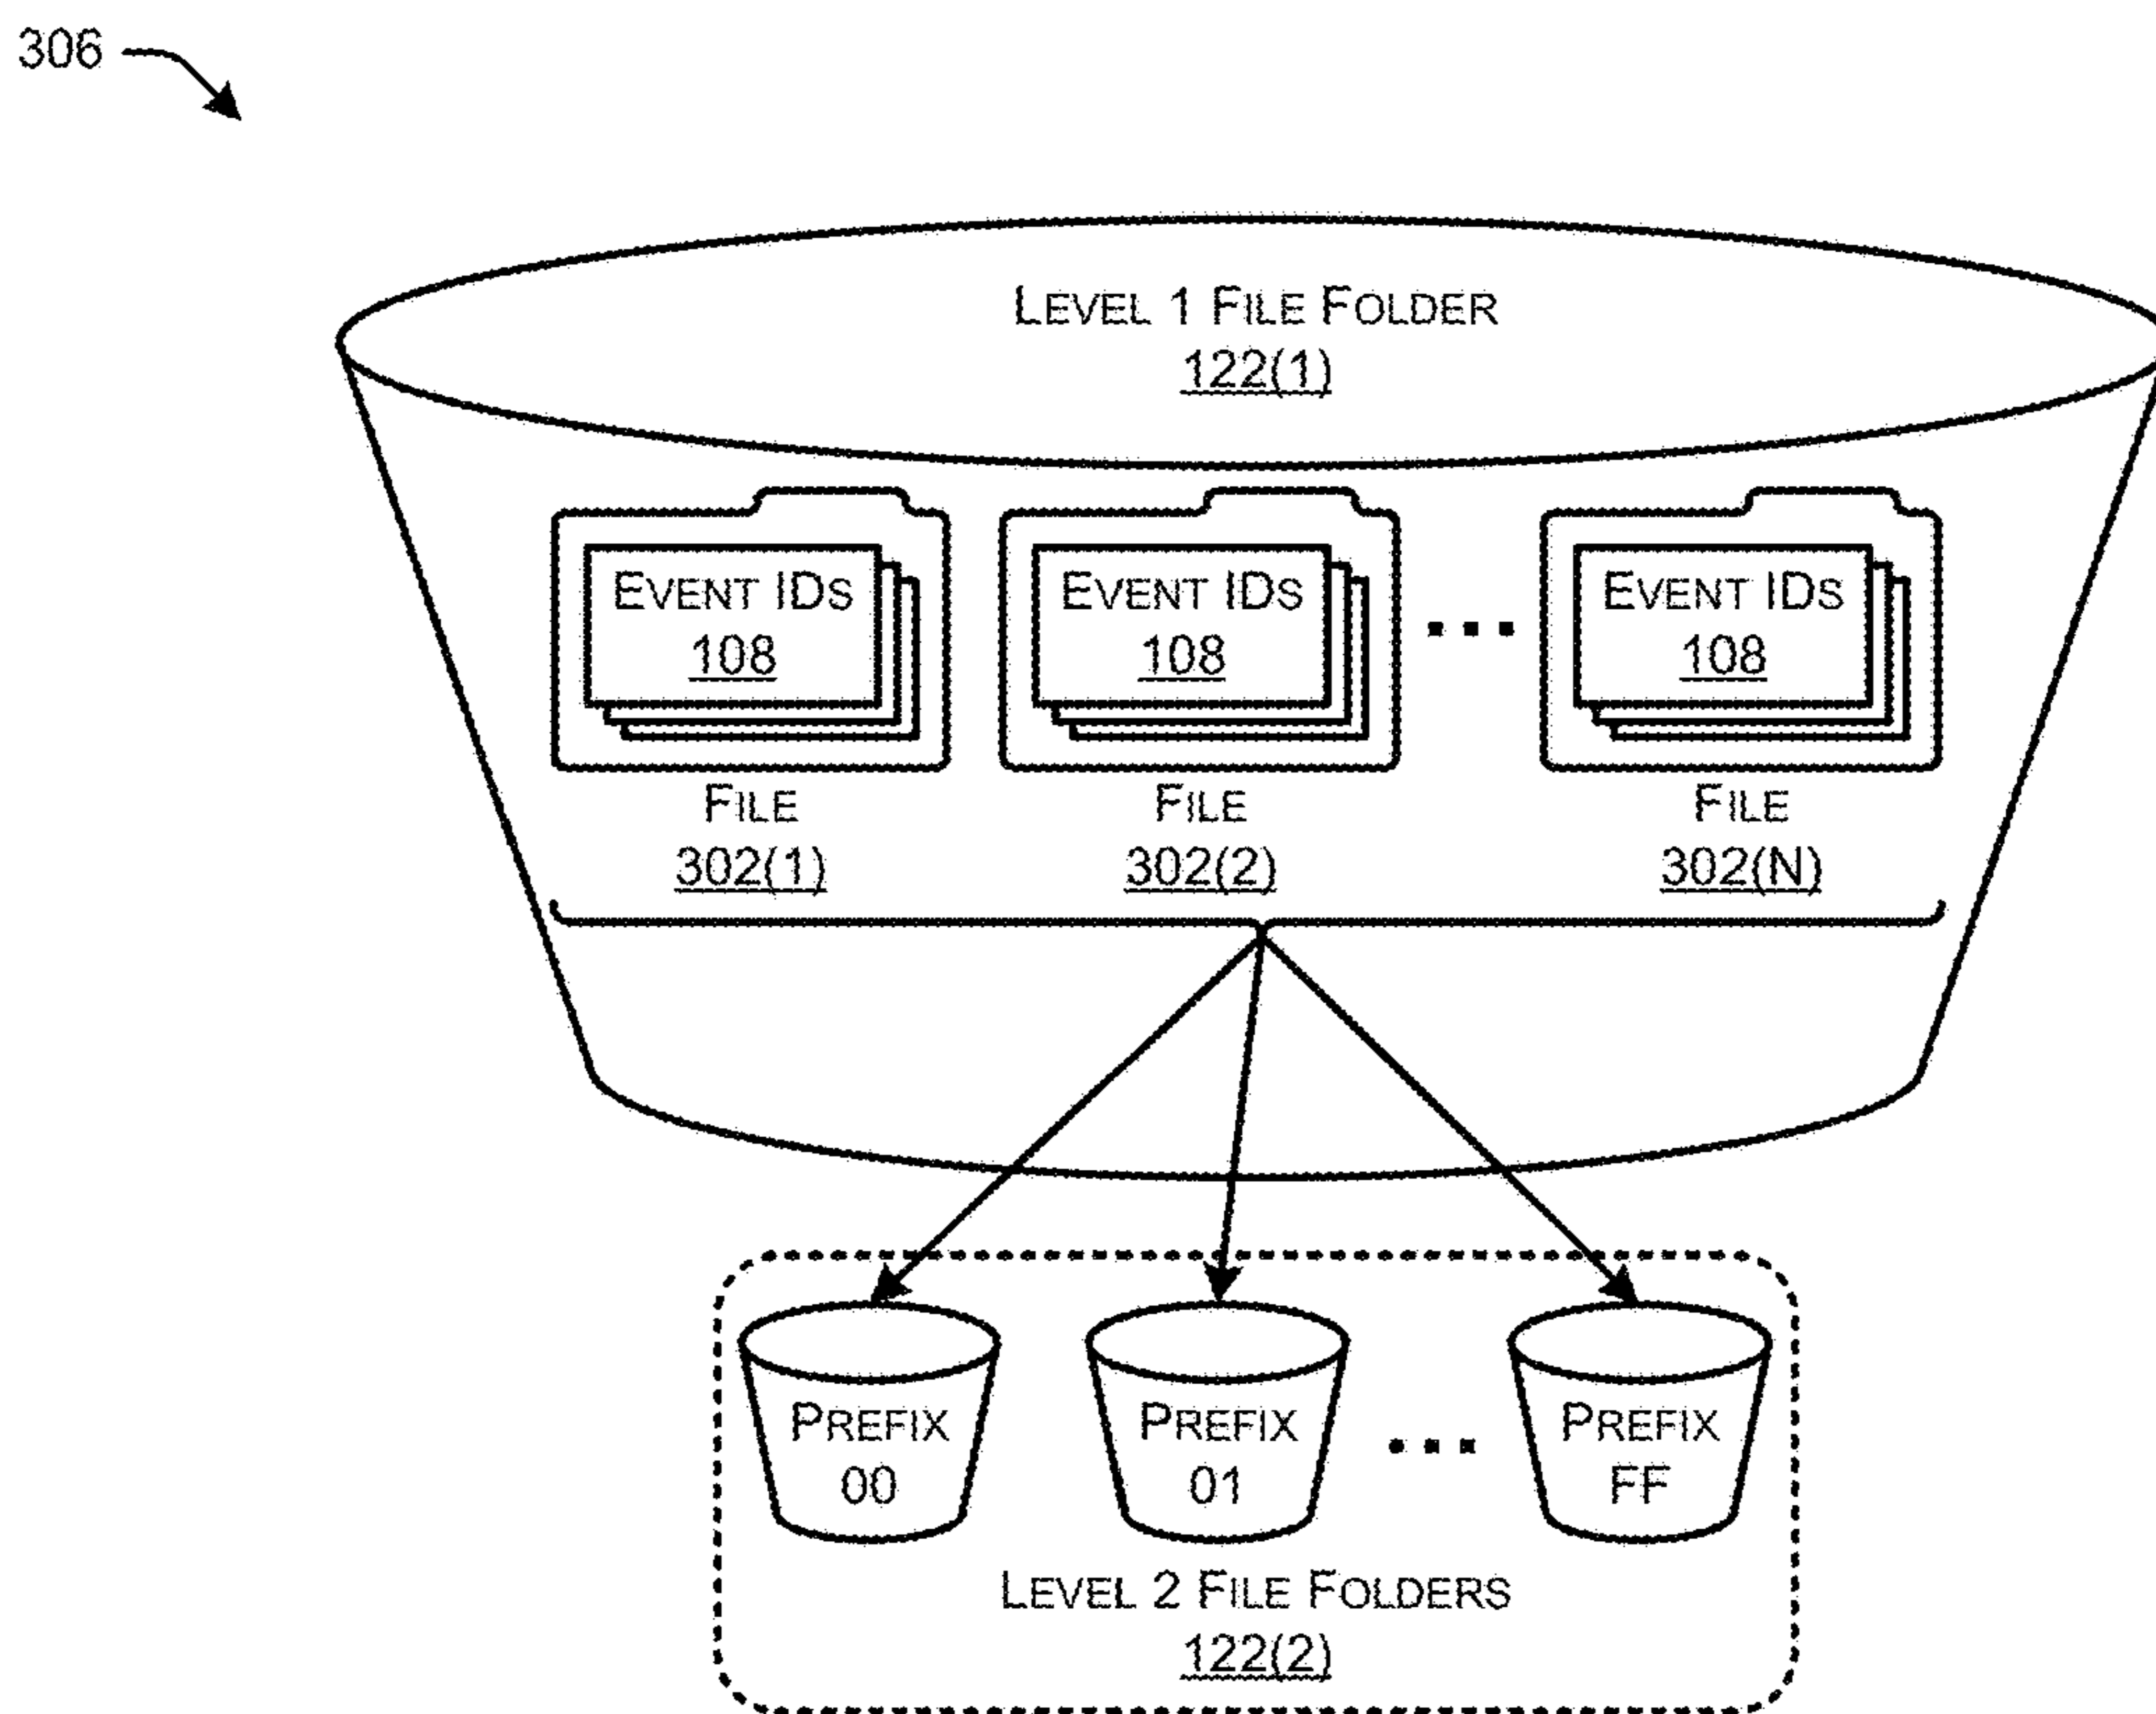 306
LEVEL 1 FILE FOLDER
122(1)
EVENT IDS EVENT IDS EVENT IDS
108 108 108
... 
FILE FILE FILE
302(1) 302(2) 302(N)
PREFIX PREFIX PREFIX
00 01 ... FF
LEVEL 2 FILE FOLDERS
122(2)